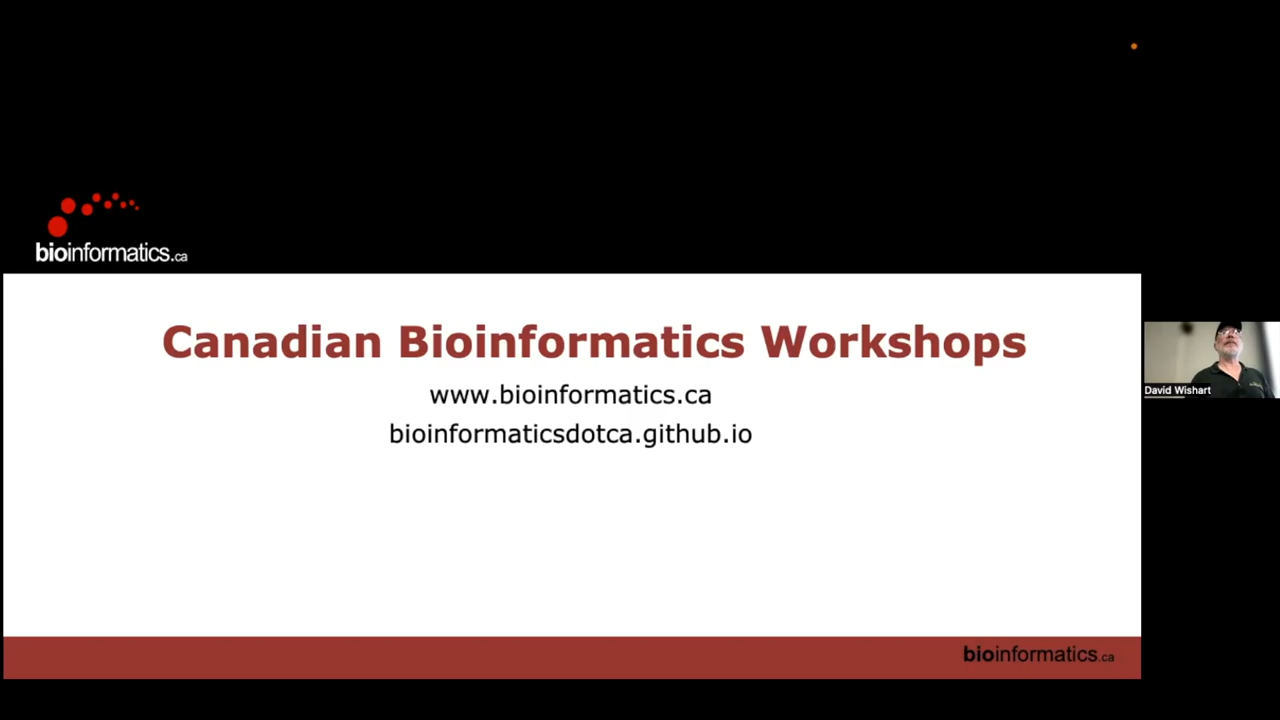 bioinformatics.ca
Canadian Bioinformatics Workshops
www.bioinformatics.ca
bioinformaticsdotca.github.io
David Wishart
bioinformatics.ca